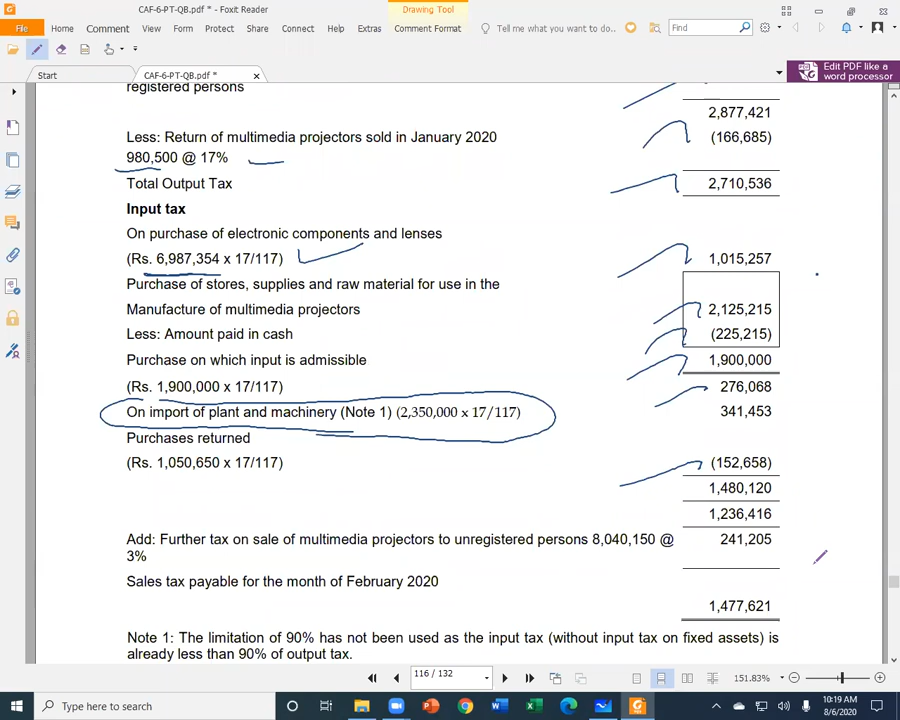 CAF-6-PT-QB.pdf * - Foxit Reader
Drawing Tool
File Home Comment View Form Protect Share Connect Help Extras Comment Format Tell me what you want to do.. Find
Start CAF-6-PT-QB.pdf *
Edit PDF like a
word processor
registered persons
2,877,421
Less: Return of multimedia projectors sold in January 2020 (166,685)
980,500 @ 17%
Total Output Tax 2,710,536
Input tax
On purchase of electronic components and lenses
(Rs. 6,987,354 x 17/117) 1,015,257
Purchase of stores, supplies and raw material for use in the
Manufacture of multimedia projectors 2,125,215
Less: Amount paid in cash (225,215)
Purchase on which input is admissible 1,900,000
(Rs. 1,900,000 x 17/117) 276,068
On import of plant and machinery (Note 1) (2,350,000 x 17/117) 341,453
Purchases returned
(Rs. 1,050,650 x 17/117) (152,658)
1,480,120
1,236,416
Add: Further tax on sale of multimedia projectors to unregistered persons 8,040,150 @ 241,205
3%
Sales tax payable for the month of February 2020
1,477,621
Note 1: The limitation of 90% has not been used as the input tax (without input tax on fixed assets) is
already less than 90% of output tax.
116 / 132 151.83%
Type here to search
10:19 AM
8/6/2020